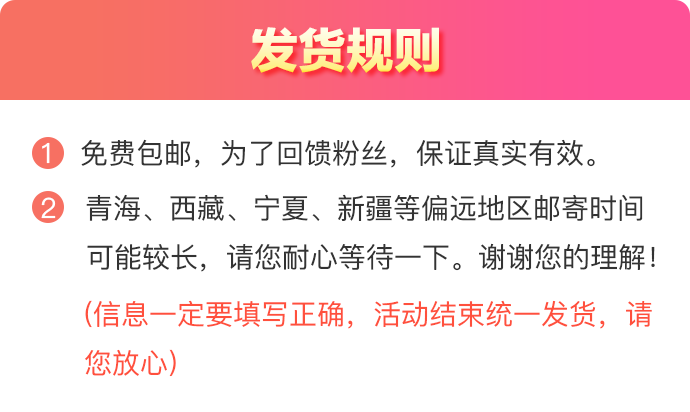 发货规则
1 免费包邮，为了回馈粉丝，保证真实有效。
2 青海、西藏、宁夏、新疆等偏远地区邮寄时间
可能较长，请您耐心等待一下。谢谢您的理解！
(信息一定要填写正确，活动结束统一发货，请
您放心)